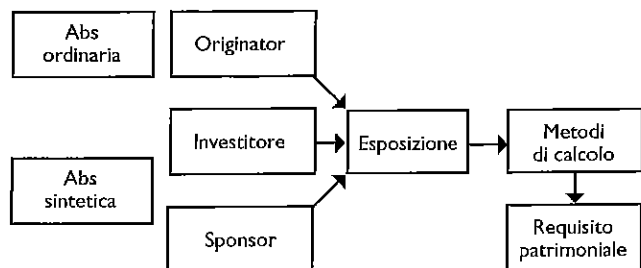 Abs
ordinaria
Originator
Investitore
Esposizione
Metodi
di calcolo
Abs
sintetica
Sponsor
Requisito
patrimoniale